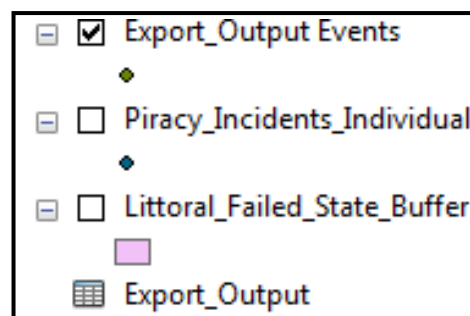 Export_Output Events
Piracy_Incidents_Individual
Littoral_Failed_State_Buffer
Export_Output